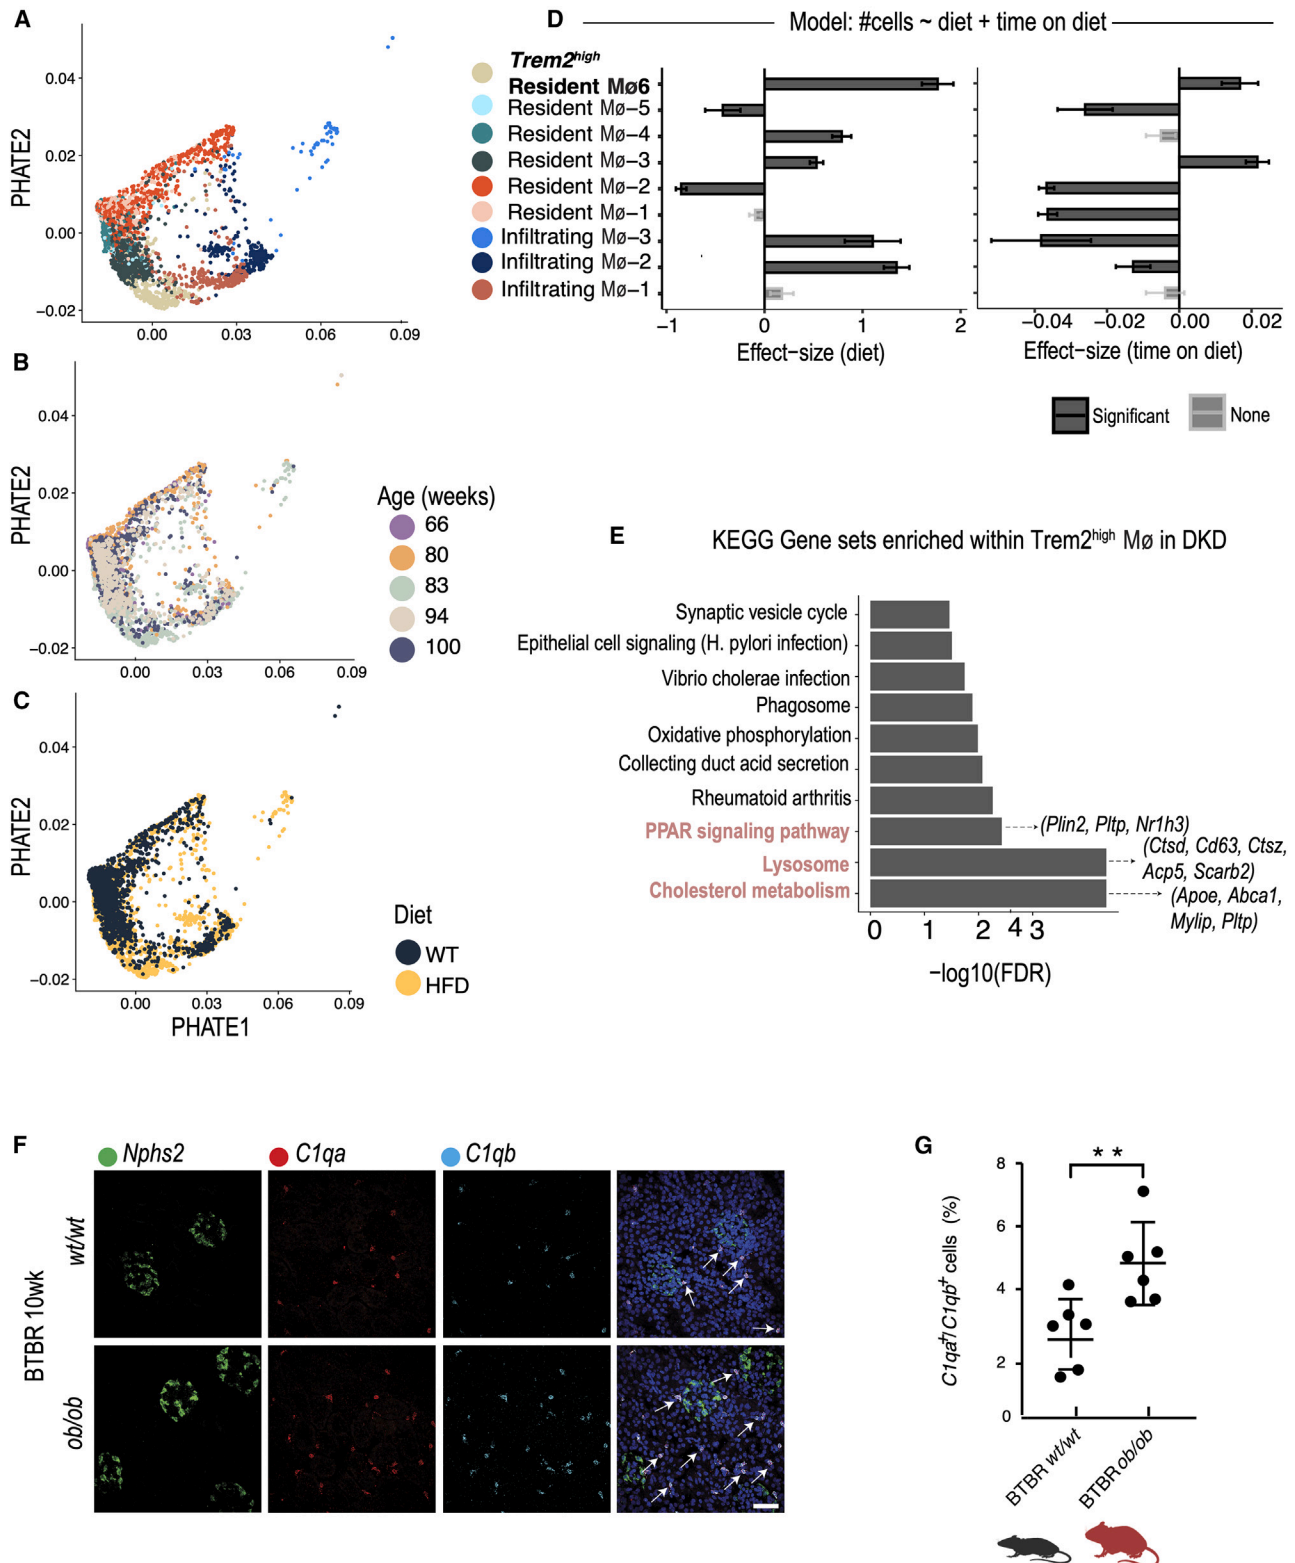 A
PHATE2
0.04
0.02
0.00
−0.02
0.00
0.03
0.06
0.09
Trem2high
Resident Mø6
Resident Mø−5
Resident Mø−4
Resident Mø−3
Resident Mø−2
Resident Mø−1
Infiltrating Mø−3
Infiltrating Mø−2
Infiltrating Mø−1
B
PHATE2
0.04
0.02
0.00
−0.02
0.00
0.03
0.06
0.09
Age (weeks)
66
80
83
94
100
C
PHATE2
0.04
0.02
0.00
−0.02
0.00
0.03
0.06
0.09
PHATE1
Diet
WT
HFD
D
Model: #cells ~ diet + time on diet
−1
0
1
2
Effect−size (diet)
−0.04
−0.02
0.00
0.02
Effect−size (time on diet)
Significant
None
E
KEGG Gene sets enriched within Trem2high Mø in DKD
Synaptic vesicle cycle
Epithelial cell signaling (H. pylori infection)
Vibrio cholerae infection
Phagosome
Oxidative phosphorylation
Collecting duct acid secretion
Rheumatoid arthritis
PPAR signaling pathway
(Plin2, Pltp, Nr1h3)
Lysosome
(Ctsd, Cd63, Ctsz,
Acp5, Scarb2)
Cholesterol metabolism
(Apoe, Abca1,
Mylip, Pltp)
0
1
2
4
3
−log10(FDR)
F
Nphs2
C1qa
C1qb
BTBR 10wk
wt/wt
ob/ob
G
**
C1qa+/C1qb+ cells (%)
8
6
4
2
0
BTBR wt/wt
BTBR ob/ob